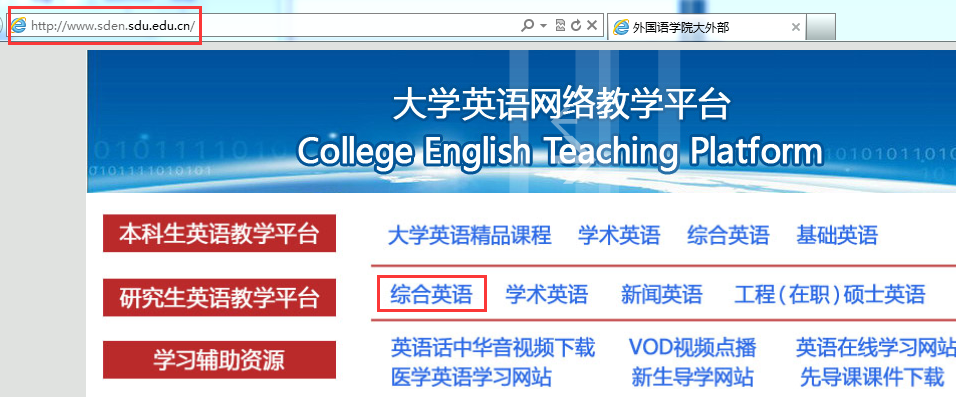 http://www.sden.sdu.edu.cn/
外国语学院大外部
大学英语网络教学平台
College English Teaching Platform
本科生英语教学平台
大学英语精品课程 学术英语 综合英语 基础英语
研究生英语教学平台
综合英语 学术英语 新闻英语 工程(在职)硕士英语
学习辅助资源
英语话中华音视频下载 VOD视频点播 英语在线学习网站
医学英语学习网站 新生导学网站 先导课课件下载